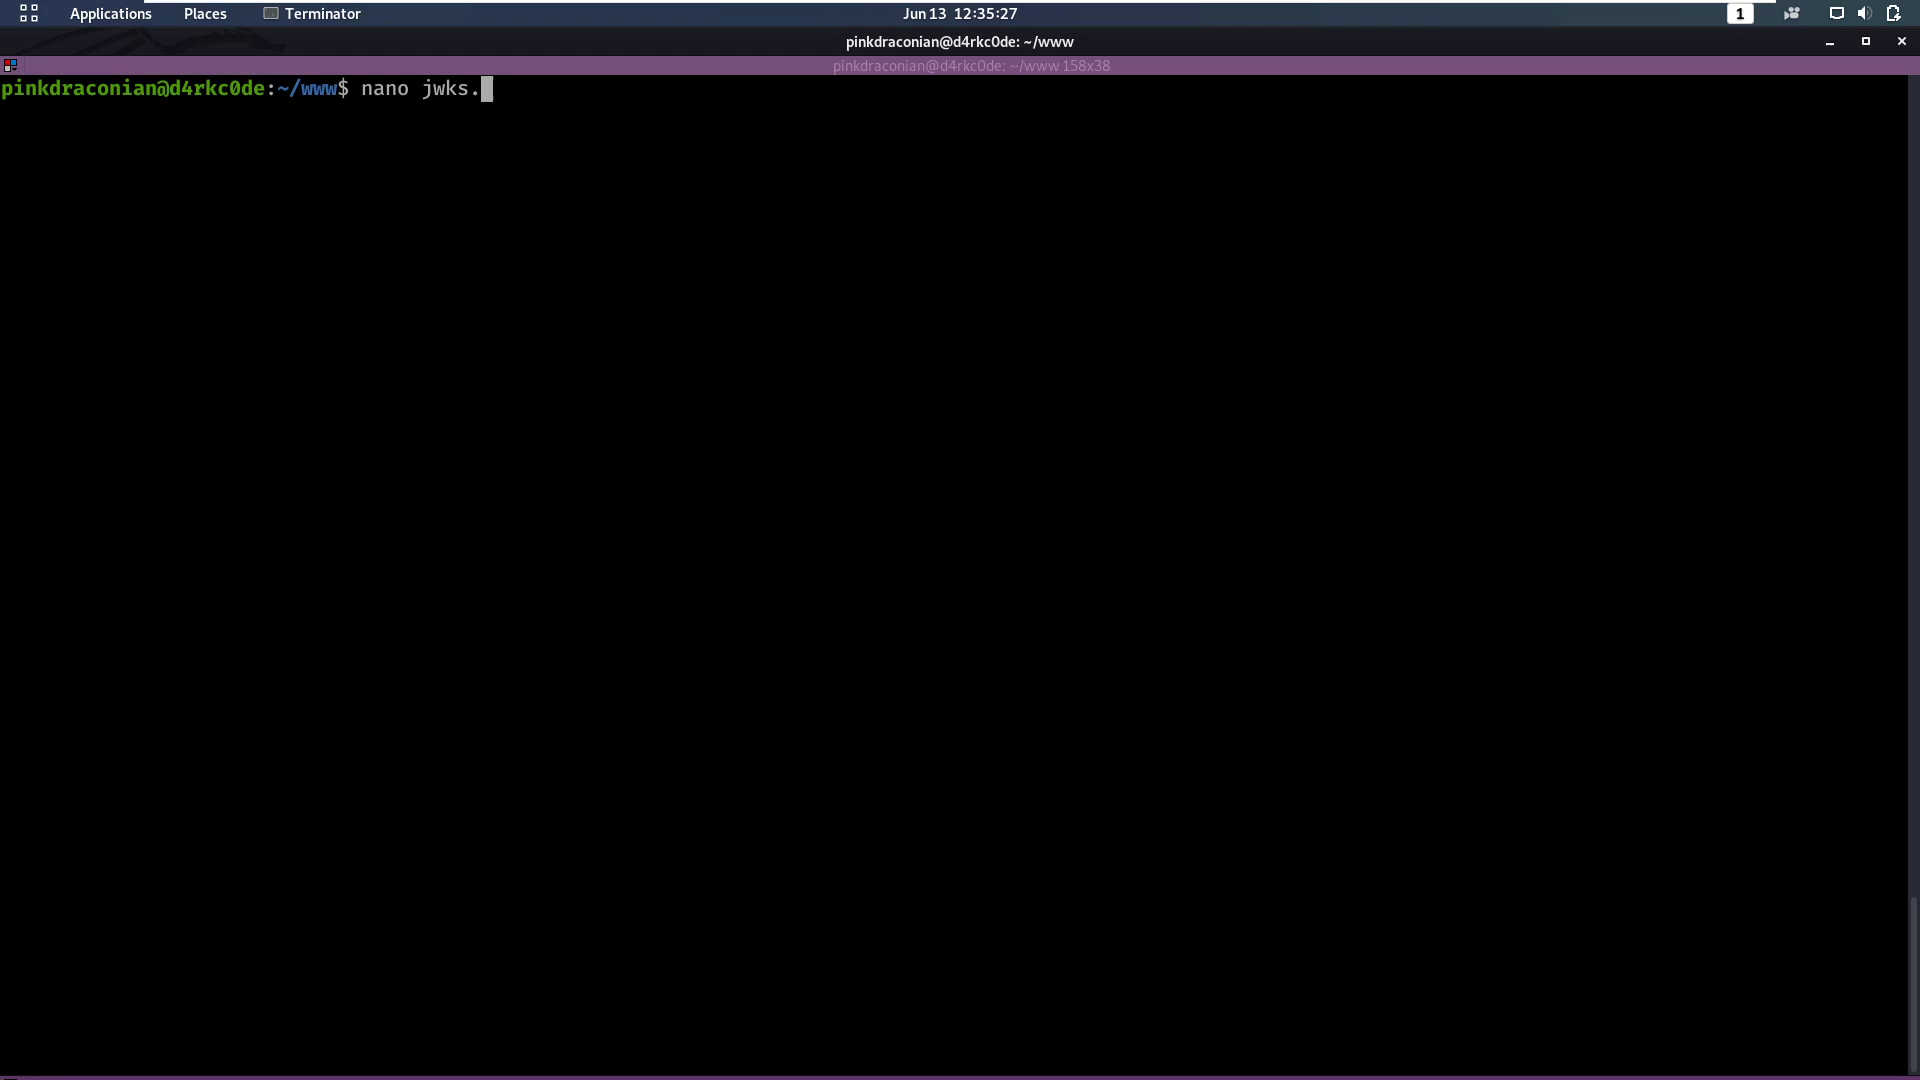 Applications Places Terminator Jun 13 12:35:27 1
pinkdraconian@d4rkc0de: ~/www
pinkdraconian@d4rkc0de: ~/www 158x38
pinkdraconian@d4rkc0de:~/www$ nano jwks.